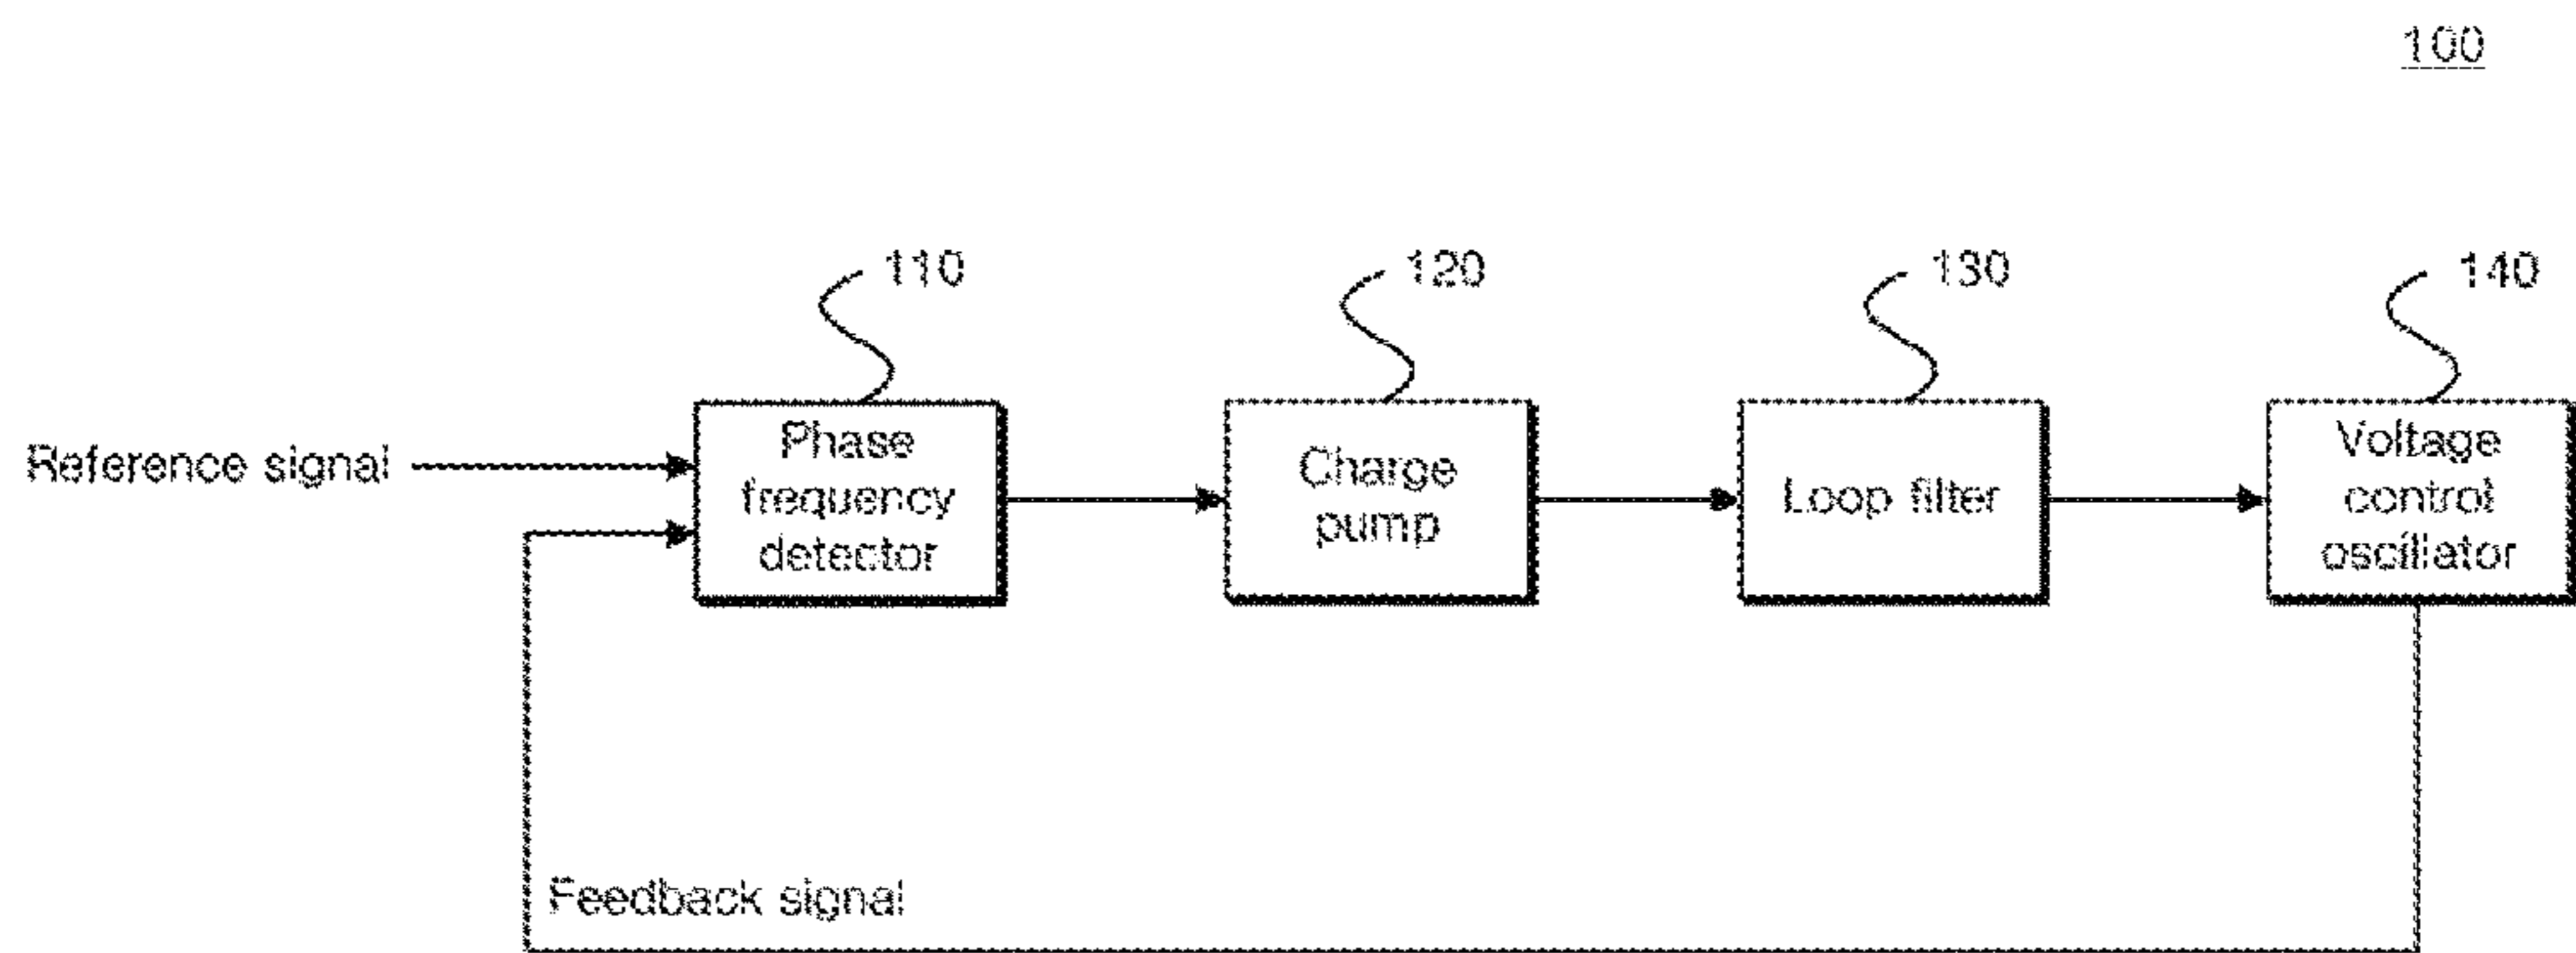 100
110
120
130
140
Reference signal
Phase
frequency
detector
Charge
pump
Loop filter
Voltage
control
oscillator
Feedback signal